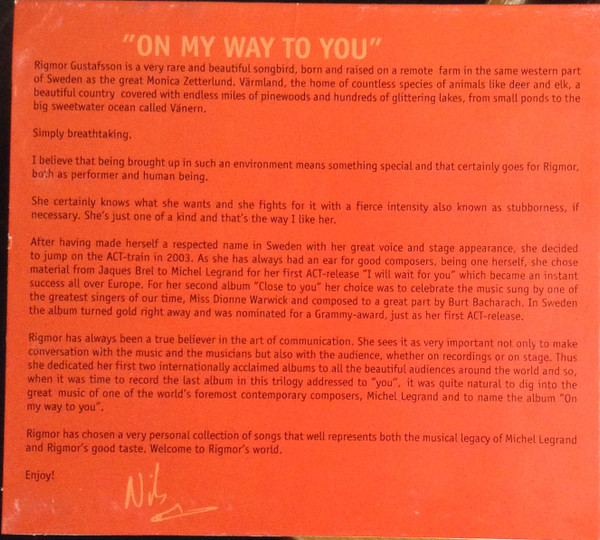 "ON MY WAY TO YOU"
Rigmor Gustafsson is a very rare and beautiful songbird, born and raised on a remote farm in the same western part
of Sweden as the great Monica Zetterlund. Värmland, the home of countless species of animals like deer and elk, a
beautiful country covered with endless miles of pinewoods and hundreds of glittering lakes, from small ponds to the
big sweetwater ocean called Vänern.
Simply breathtaking.
I believe that being brought up in such an environment means something special and that certainly goes for Rigmor,
both as performer and human being.
She certainly knows what she wants and she fights for it with a fierce intensity also known as stubborness, if
necessary. She's just one of a kind and that's the way I like her.
After having made herself a respected name in Sweden with her great voice and stage appearance, she decided
to jump on the ACT-train in 2003. As she has always had an ear for good composers, being one herself, she chose
material from Jaques Brel to Michel Legrand for her first ACT-release "I will wait for you" which became an instant
success all over Europe. For her second album "Close to you" her choice was to celebrate the music sung by one of
the greatest singers of our time, Miss Dionne Warwick and composed to a great part by Burt Bacharach. In Sweden
the album turned gold right away and was nominated for a Grammy-award, just as her first ACT-release.
Rigmor has always been a true believer in the art of communication. She sees it as very important not only to make
conversation with the music and the musicians but also with the audience, whether on recordings or on stage. Thus
she dedicated her first two internationally acclaimed albums to all the beautiful audiences around the world and so,
when it was time to record the last album in this trilogy addressed to "you", it was quite natural to dig into the
great music of one of the world's foremost contemporary composers, Michel Legrand and to name the album "On
my way to you".
Rigmor has chosen a very personal collection of songs that well represents both the musical legacy of Michel Legrand
and Rigmor's good taste. Welcome to Rigmor's world.
Enjoy!
Nils